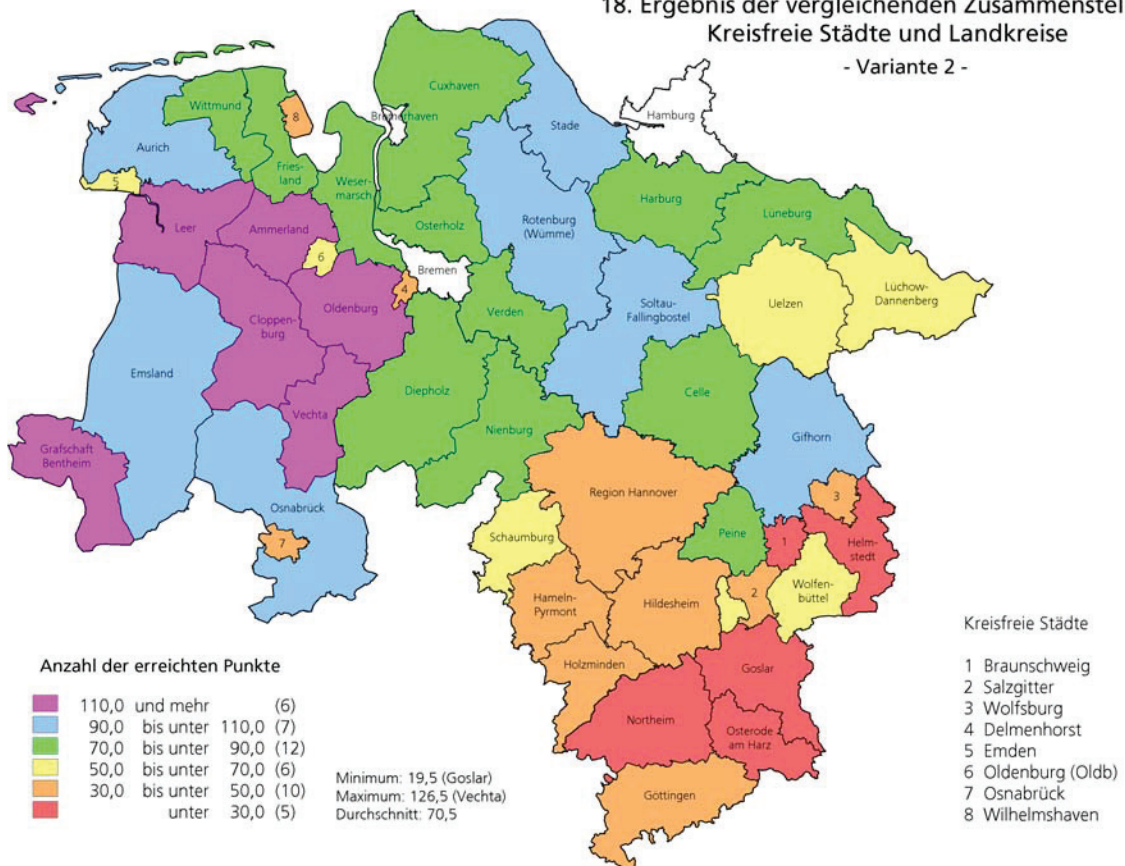 18. Ergebnis der vergleichenden Zusammenstel
Kreisfreie Städte und Landkreise
- Variante 2 -
Cuxhaven
Wittmund
8
Bremerhaven
Stade
Hamburg
Aurich
Fries-
land
Weser-
marsch
5
Harburg
Lüneburg
Leer
Ammerland
Osterholz
Rotenburg
(Wümme)
6
Bremen
4
Oldenburg
Verden
Soltau-
Fallingbostel
Uelzen
Lüchow-
Dannenberg
Cloppen-
burg
Emsland
Diepholz
Celle
Vechta
Nienburg
Gifhorn
Grafschaft
Bentheim
Region Hannover
3
Osnabrück
Peine
Schaumburg
7
1
Helm-
stedt
Wolfen-
büttel
2
Hameln-
Pyrmont
Hildesheim
Holzminden
Goslar
Northeim
Osterode
am Harz
Göttingen
Anzahl der erreichten Punkte
110,0 und mehr (6)
90,0 bis unter 110,0 (7)
70,0 bis unter 90,0 (12)
50,0 bis unter 70,0 (6)
30,0 bis unter 50,0 (10)
unter 30,0 (5)
Minimum: 19,5 (Goslar)
Maximum: 126,5 (Vechta)
Durchschnitt: 70,5
Kreisfreie Städte
1 Braunschweig
2 Salzgitter
3 Wolfsburg
4 Delmenhorst
5 Emden
6 Oldenburg (Oldb)
7 Osnabrück
8 Wilhelmshaven